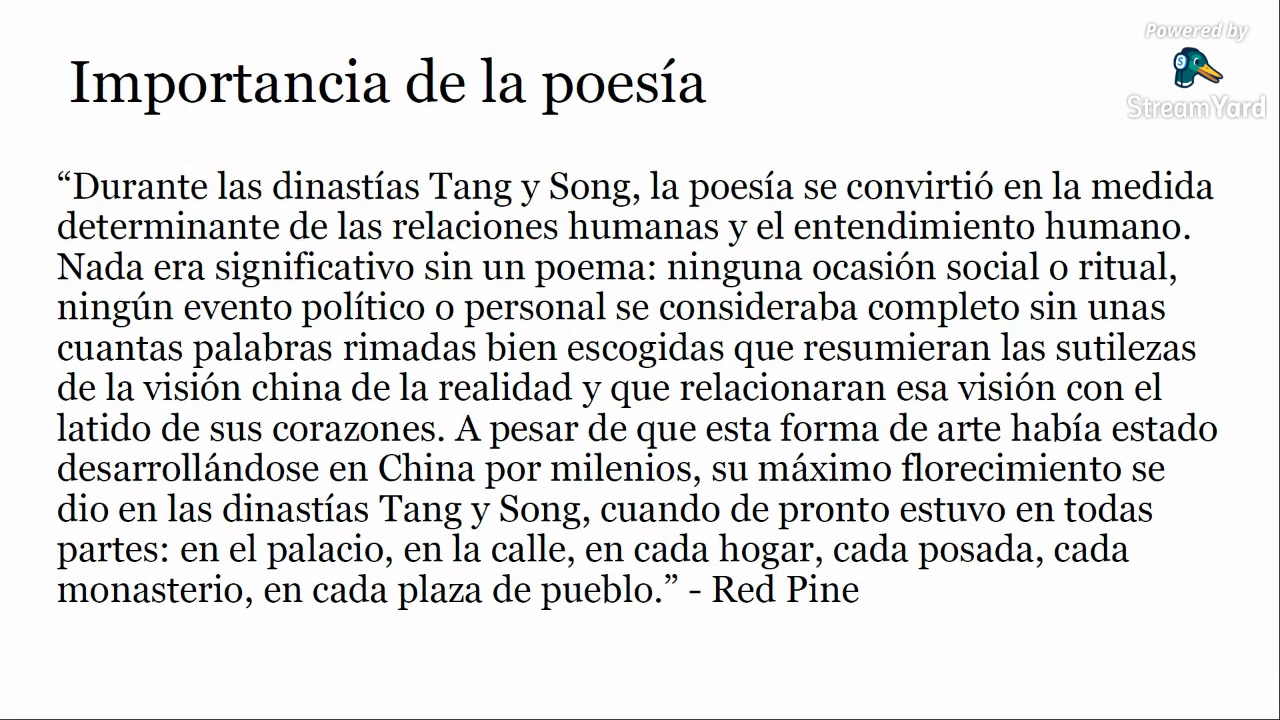 Powered by
StreamYard
Importancia de la poesía
“Durante las dinastías Tang y Song, la poesía se convirtió en la medida
determinante de las relaciones humanas y el entendimiento humano.
Nada era significativo sin un poema: ninguna ocasión social o ritual,
ningún evento político o personal se consideraba completo sin unas
cuantas palabras rimadas bien escogidas que resumieran las sutilezas
de la visión china de la realidad y que relacionaran esa visión con el
latido de sus corazones. A pesar de que esta forma de arte había estado
desarrollándose en China por milenios, su máximo florecimiento se
dio en las dinastías Tang y Song, cuando de pronto estuvo en todas
partes: en el palacio, en la calle, en cada hogar, cada posada, cada
monasterio, en cada plaza de pueblo.” - Red Pine